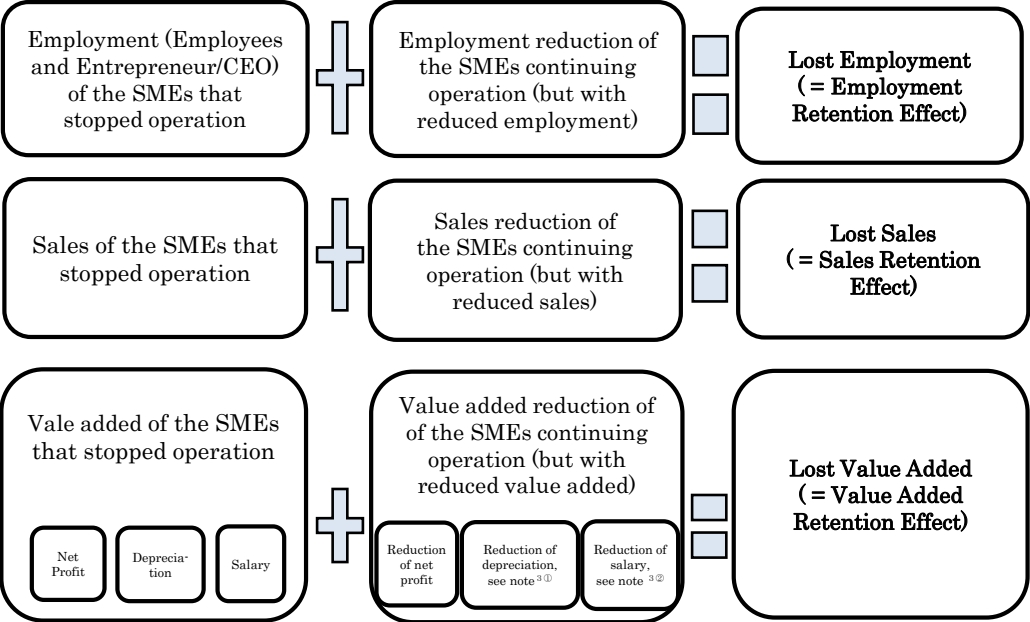 Employment (Employees
and Entrepreneur/CEO)
of the SMEs that
stopped operation
Employment reduction of
the SMEs continuing
operation (but with
reduced employment)
Lost Employment
( = Employment
Retention Effect)
Sales of the SMEs that
stopped operation
Sales reduction of
the SMEs continuing
operation (but with
reduced sales)
Lost Sales
( = Sales Retention
Effect)
Vale added of the SMEs
that stopped operation
Net
Profit
Deprecia-
tion
Salary
Value added reduction of
of the SMEs continuing
operation (but with
reduced value added)
Reduction
of net
profit
Reduction of
depreciation,
see note 3①
Reduction of
salary,
see note 3②
Lost Value Added
( = Value Added
Retention Effect)